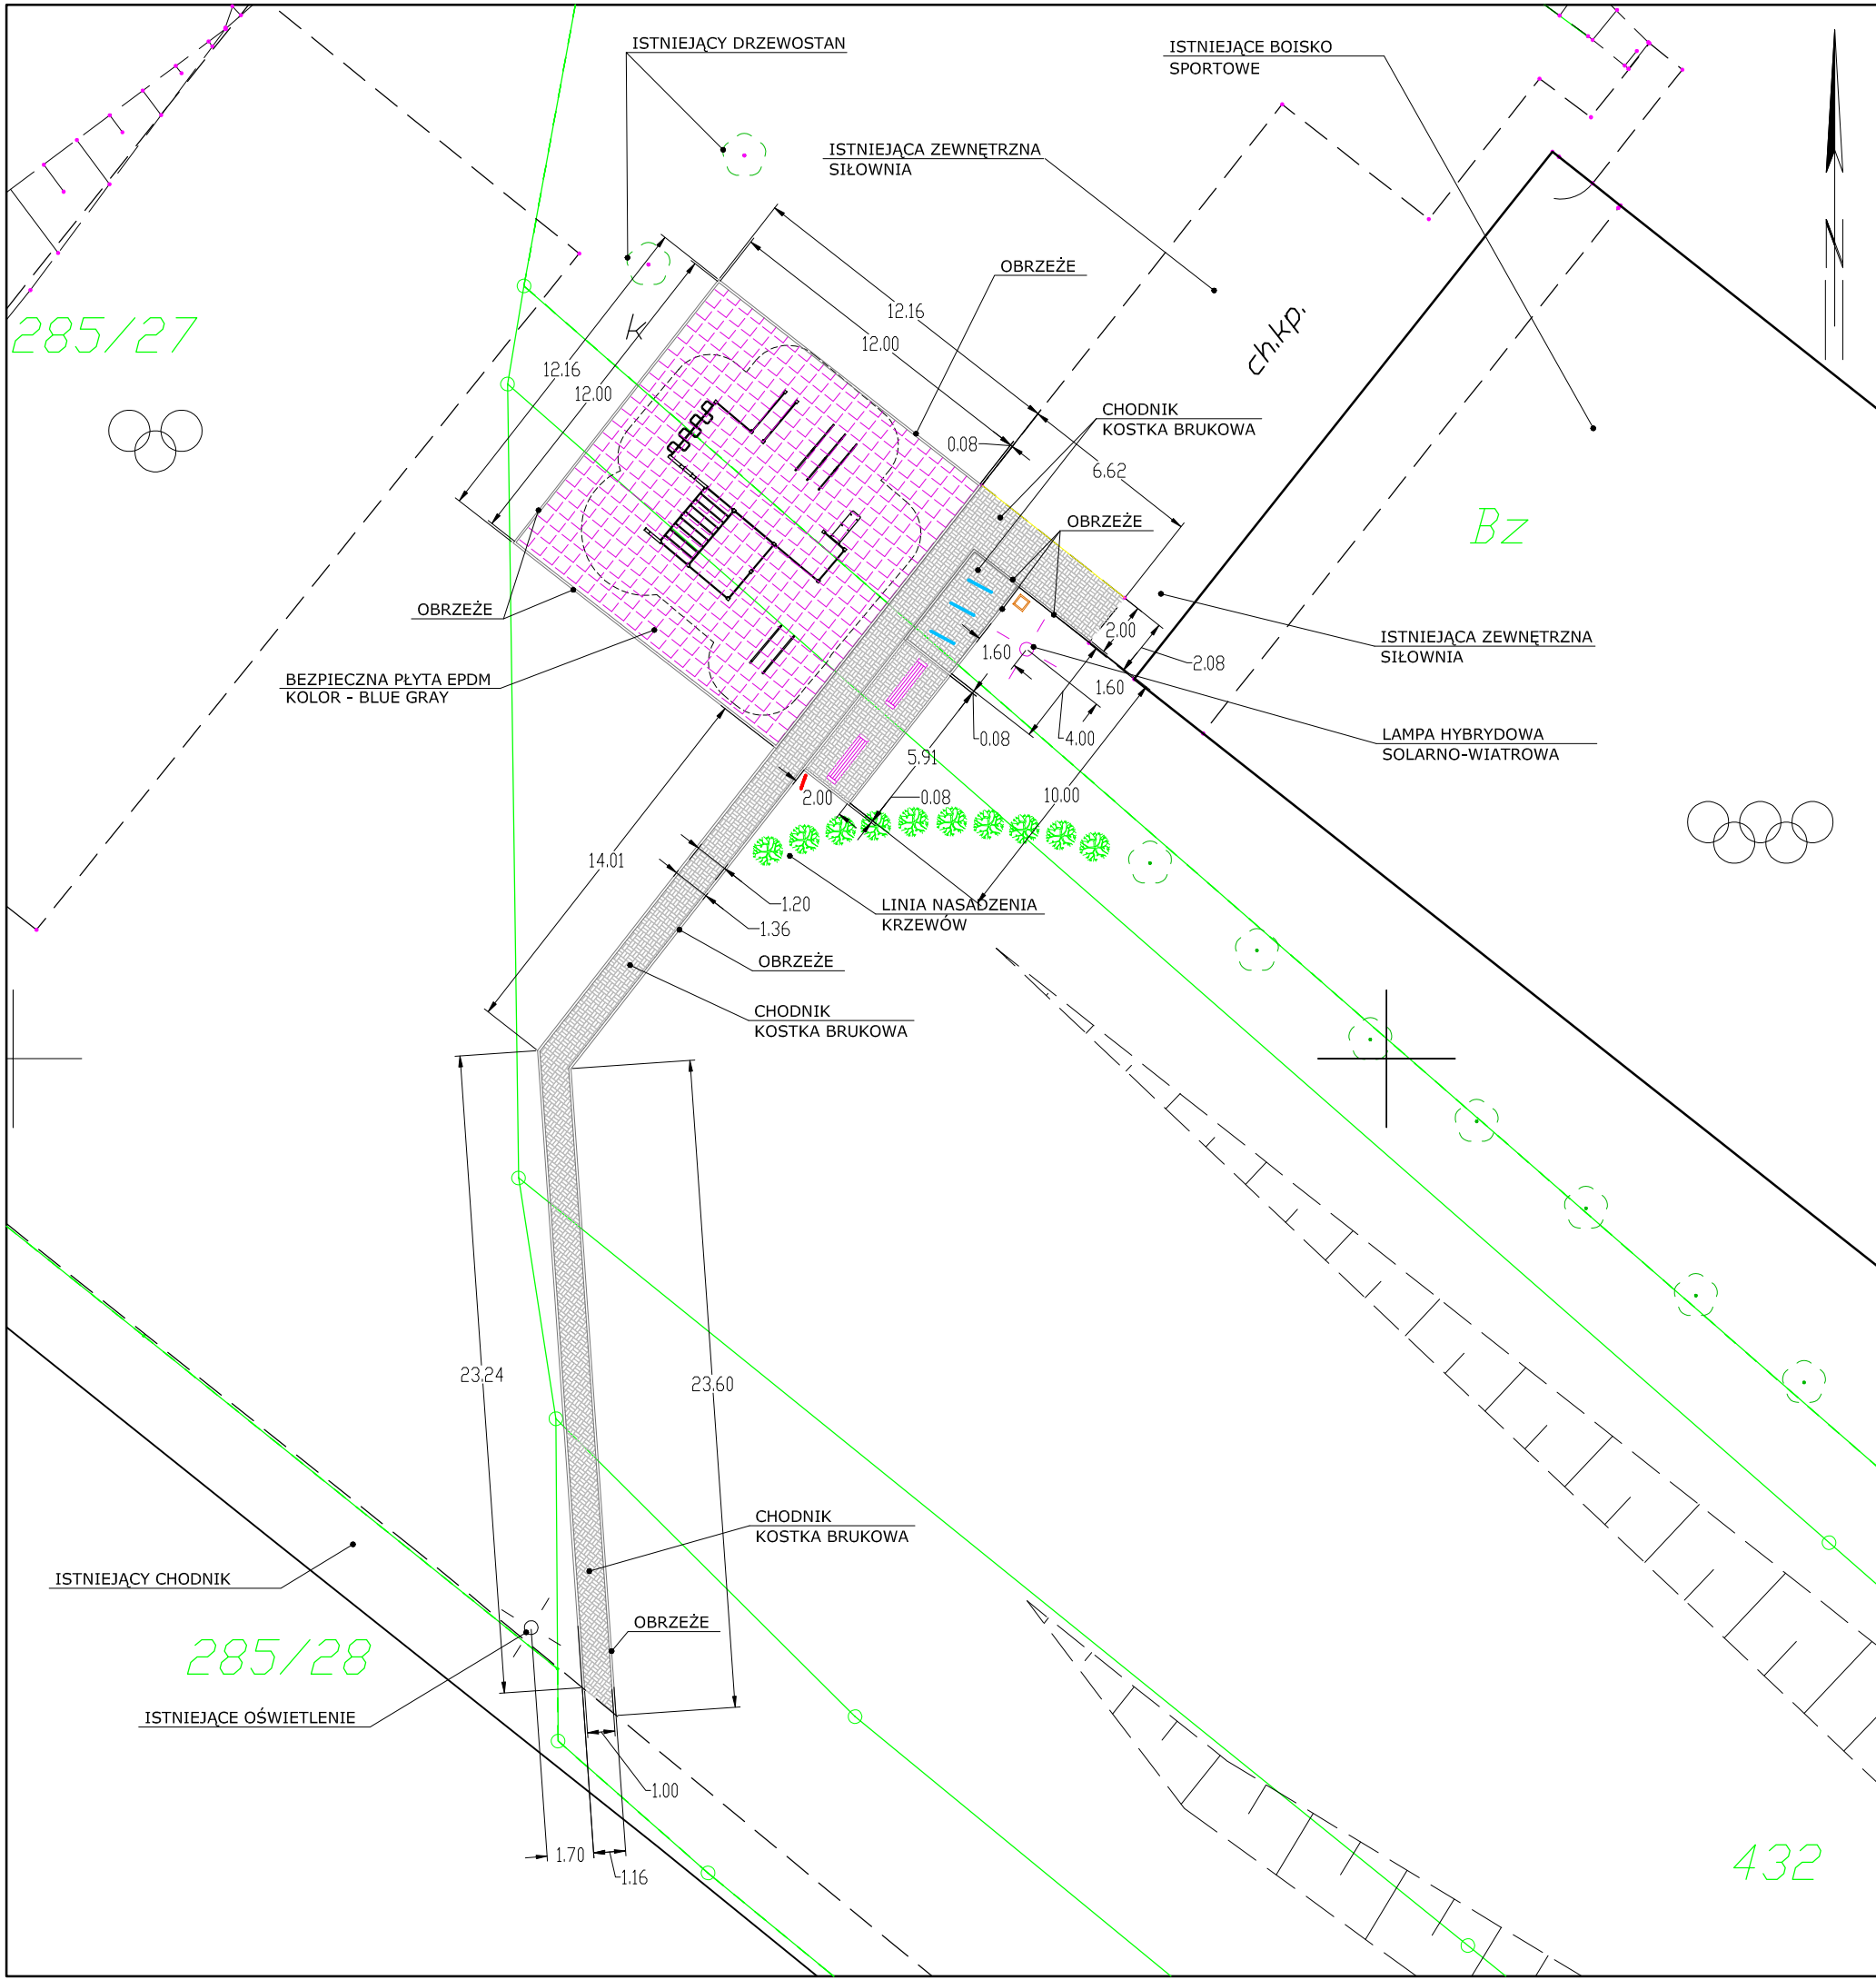 ISTNIEJĄCY DRZEWOSTAN
ISTNIEJĄCE BOISKO
SPORTOWE
ISTNIEJĄCA ZEWNĘTRZNA
SIŁOWNIA
N
OBRZEŻE
285/27
k
12.16
12.00
12.16
12.00
ch.kp.
CHODNIK
KOSTKA BRUKOWA
0.08
6.62
OBRZEŻE
Bz
OBRZEŻE
2.00
ISTNIEJĄCA ZEWNĘTRZNA
SIŁOWNIA
1.60
2.08
BEZPIECZNA PŁYTA EPDM
KOLOR - BLUE GRAY
1.60
LAMPA HYBRYDOWA
SOLARNO-WIATROWA
0.08
4.00
5.91
2.00
0.08
10.00
14.01
1.20
LINIA NASADZENIA
KRZEWÓW
1.36
OBRZEŻE
CHODNIK
KOSTKA BRUKOWA
23.24
23.60
CHODNIK
KOSTKA BRUKOWA
ISTNIEJĄCY CHODNIK
OBRZEŻE
285/28
ISTNIEJĄCE OŚWIETLENIE
1.00
1.70
1.16
432